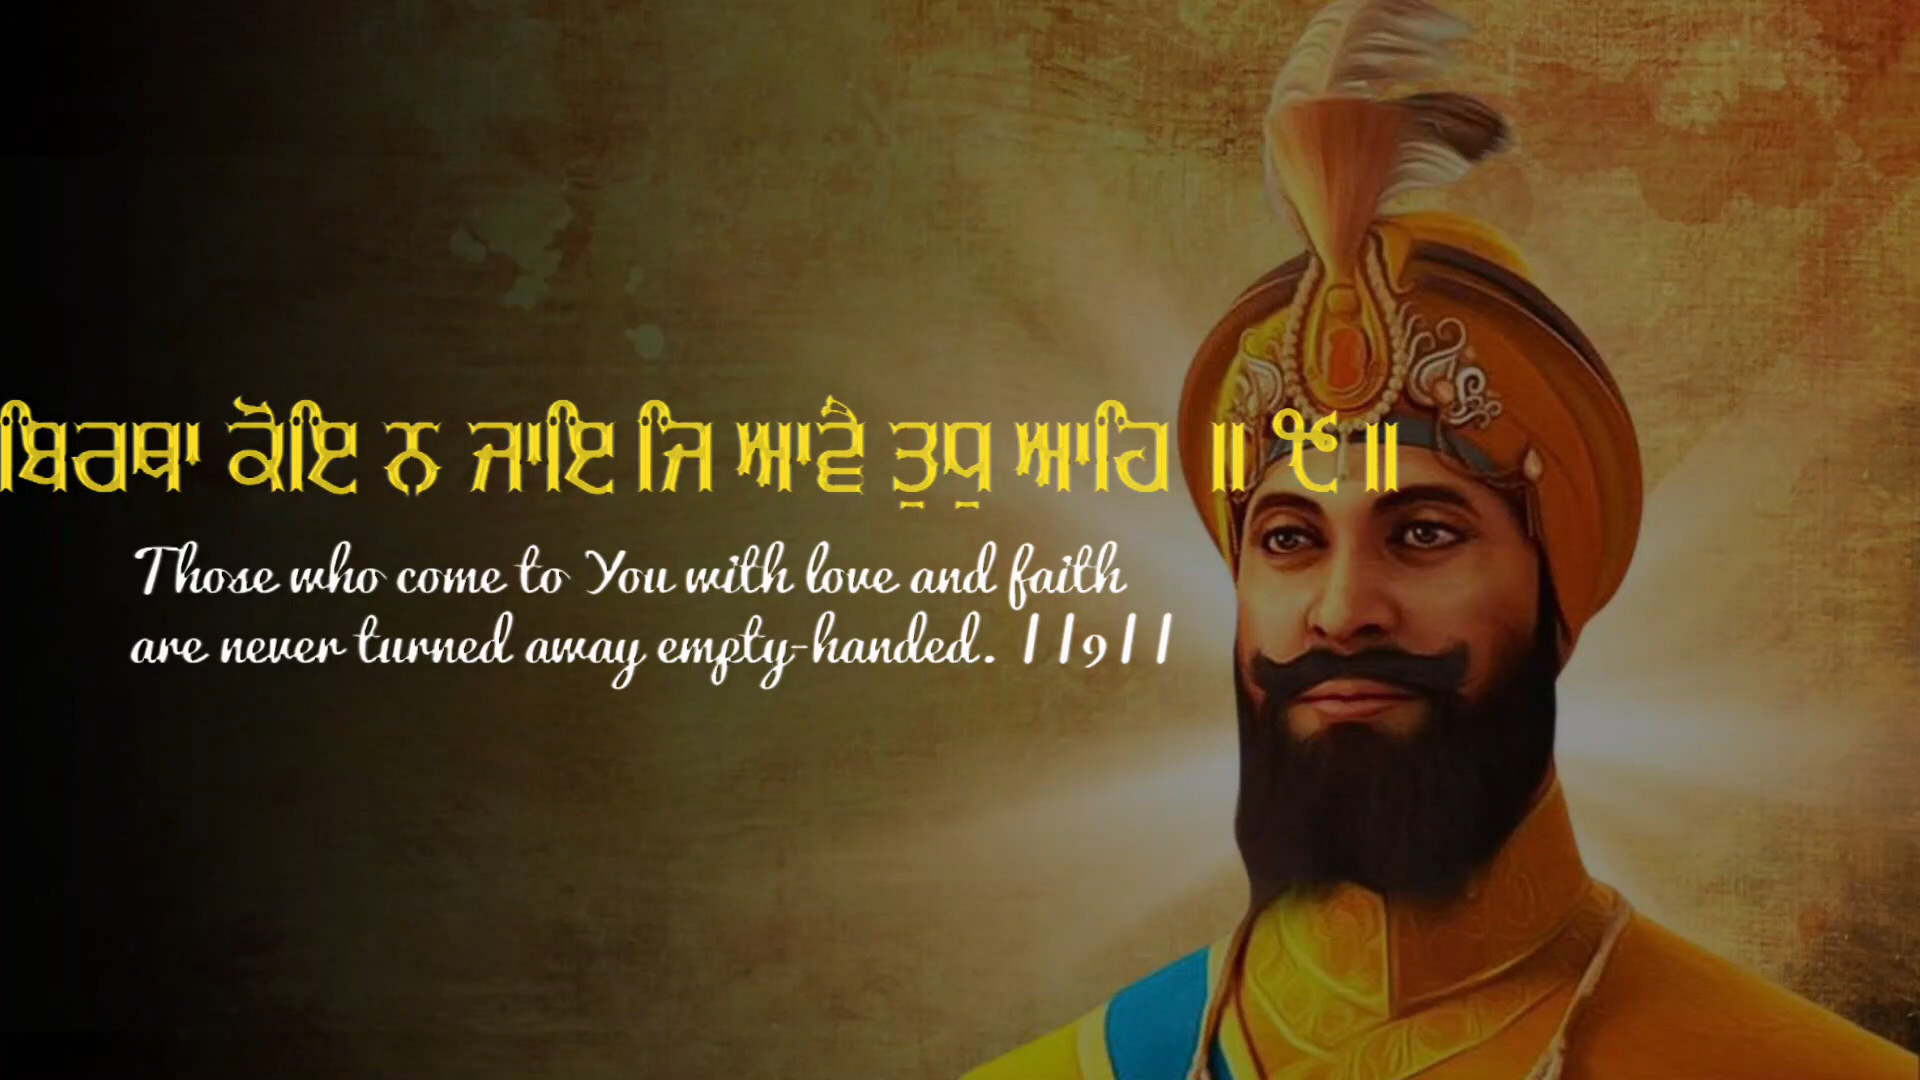 ਬਿਰਥਾ ਕੋਇ ਨ ਜਾਇ ਜਿ ਆਵੈ ਤੁਧੁ ਆਹਿ ॥੯॥
Those who come to You with love and faith
are never turned away empty-handed. ||9||